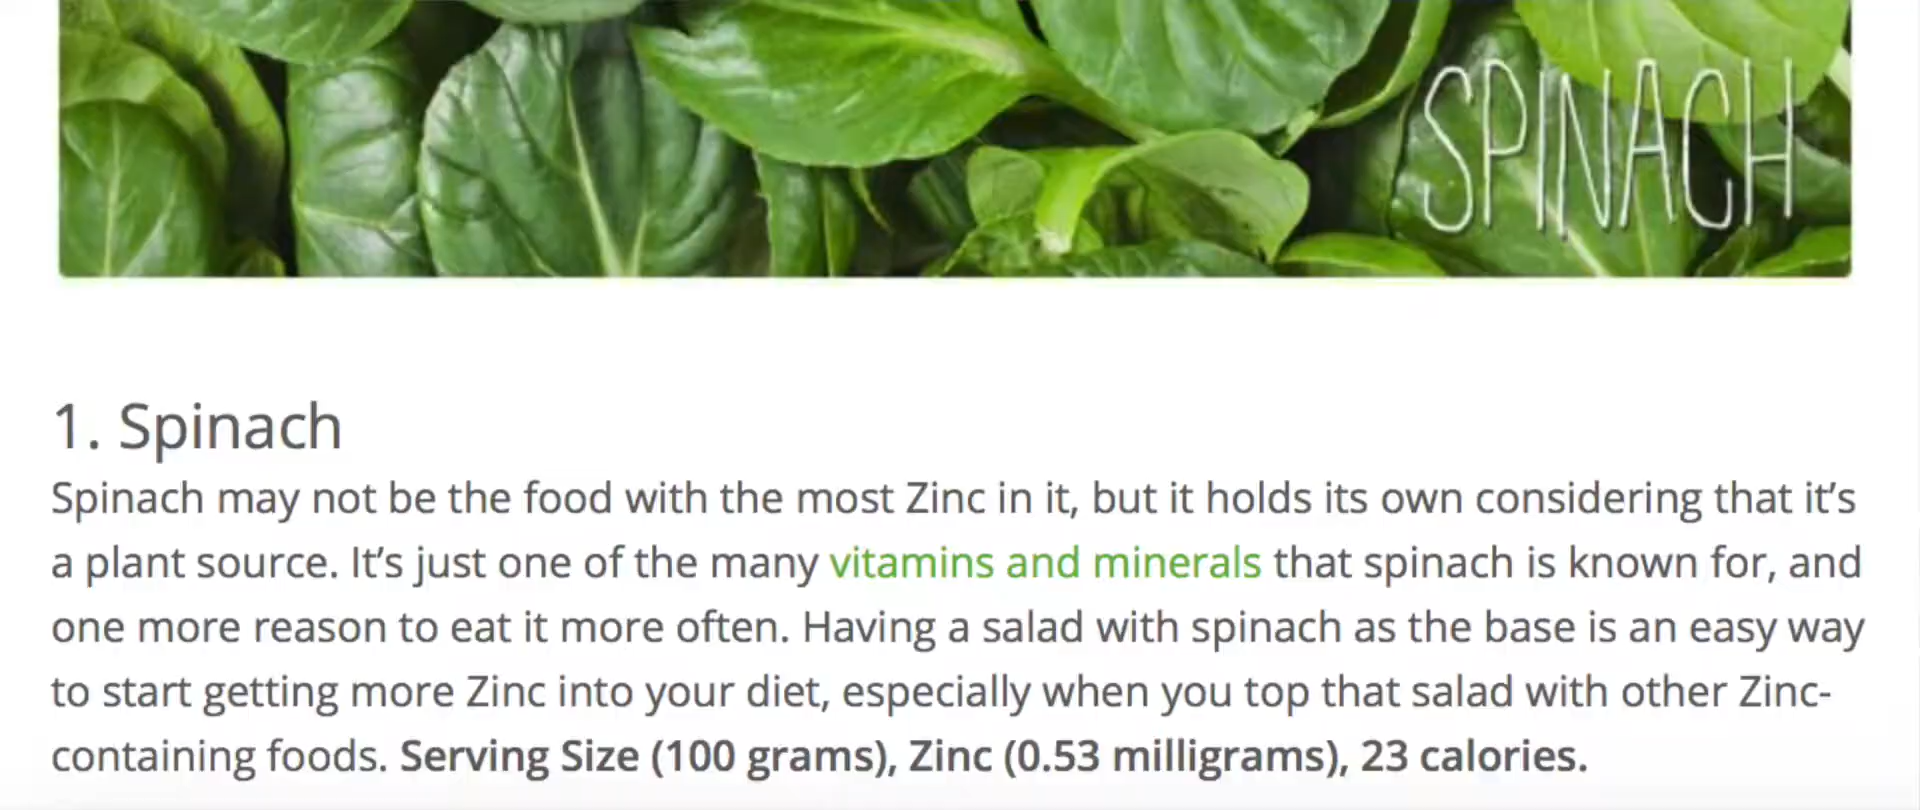 SPINACH
1. Spinach
Spinach may not be the food with the most Zinc in it, but it holds its own considering that it’s
a plant source. It’s just one of the many vitamins and minerals that spinach is known for, and
one more reason to eat it more often. Having a salad with spinach as the base is an easy way
to start getting more Zinc into your diet, especially when you top that salad with other Zinc-
containing foods. Serving Size (100 grams), Zinc (0.53 milligrams), 23 calories.